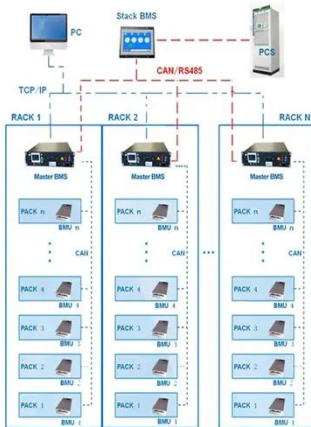 PC
Stack BMS
PCS
CAN/RS485
TCP/IP
RACK 1
RACK 2
RACK N
Master BMS
Master BMS
Master BMS
PACK n
BMU n
PACK n
BMU n
PACK n
BMU n
CAN
CAN
CAN
...
PACK 4
BMU 4
PACK 4
BMU 4
PACK 4
BMU 4
PACK 3
BMU 3
PACK 3
BMU 3
PACK 3
BMU 3
PACK 2
BMU 2
PACK 2
BMU 2
PACK 2
BMU 2
PACK 1
BMU 1
PACK 1
BMU 1
PACK 1
BMU 1